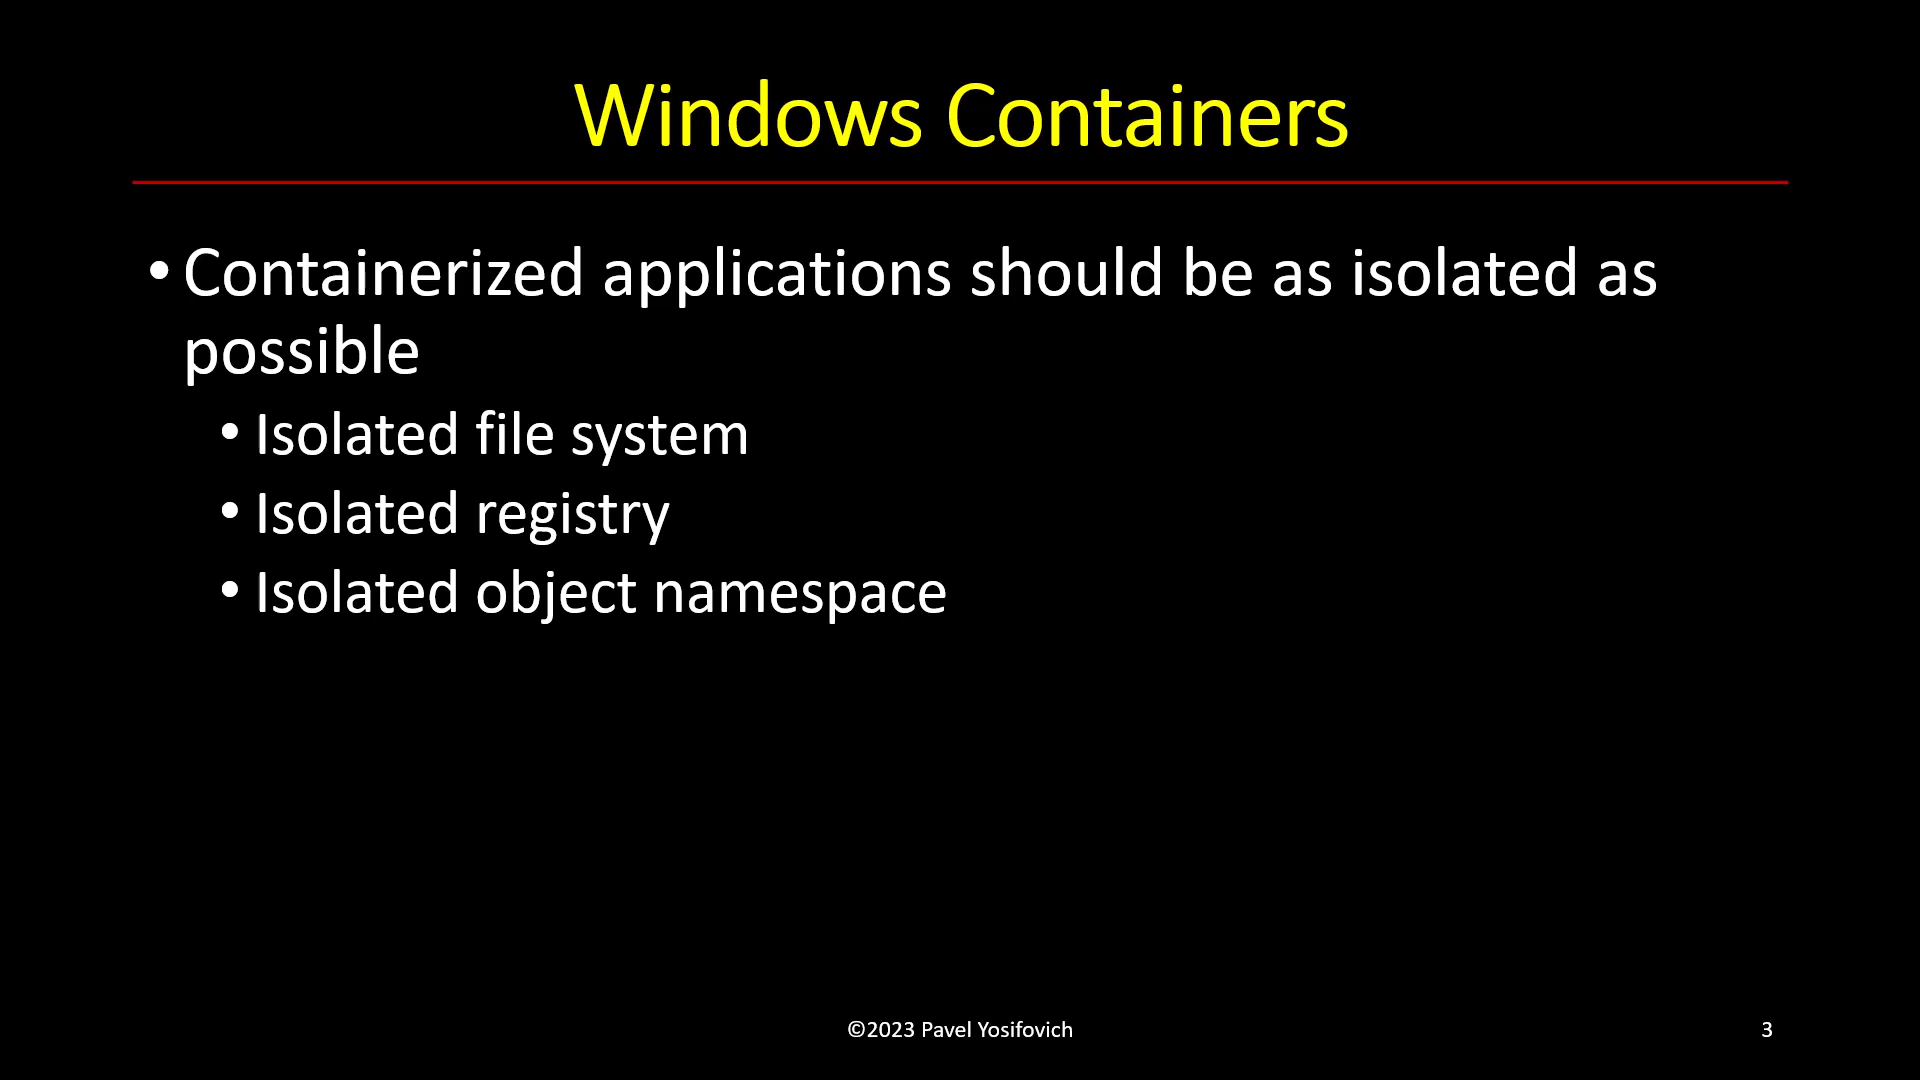 Windows Containers
• Containerized applications should be as isolated as
possible
• Isolated file system
• Isolated registry
• Isolated object namespace
©2023 Pavel Yosifovich
3